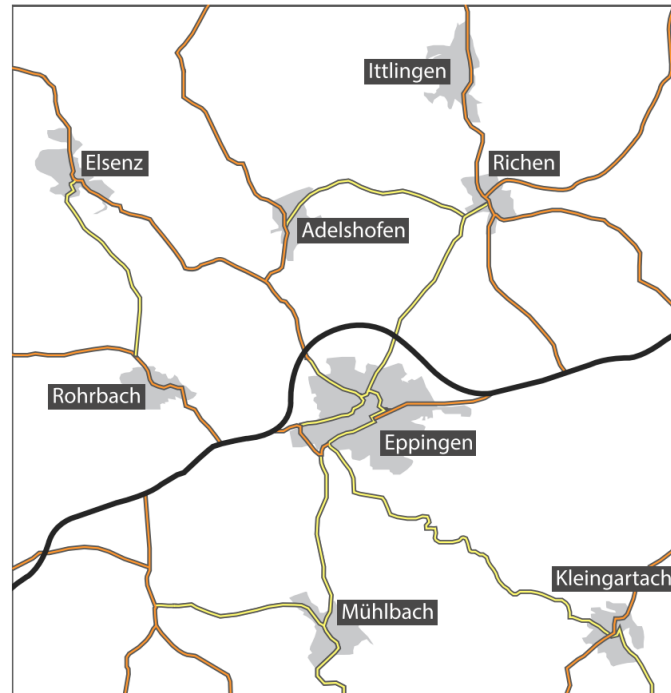 Ittlingen
Elsenz
Richen
Adelshofen
Rohrbach
Eppingen
Kleingartach
Mühlbach